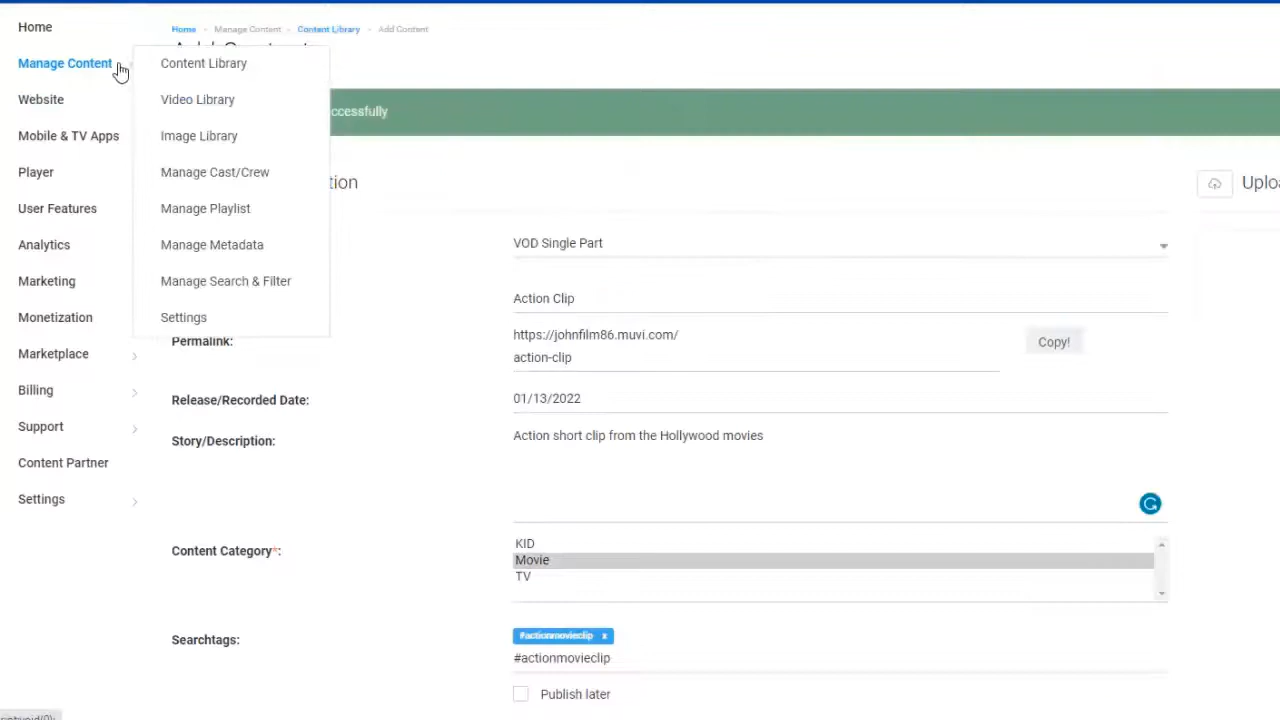 Home
Manage Content
Website
Mobile & TV Apps
Player
User Features
Analytics
Marketing
Monetization
Marketplace
Billing
Support
Content Partner
Settings
Content Library
Video Library
Image Library
Manage Cast/Crew
Manage Playlist
Manage Metadata
Manage Search & Filter
Settings
Home - Manage Content - Content Library - Add Content
ccessfully
tion
Uploa
VOD Single Part
Action Clip
Permalink:
https://johnfilm86.muvi.com/
action-clip
Copy!
Release/Recorded Date:
01/13/2022
Story/Description:
Action short clip from the Hollywood movies
Content Category*:
KID
Movie
TV
Searchtags:
#actionmovieclip x
#actionmovieclip
Publish later